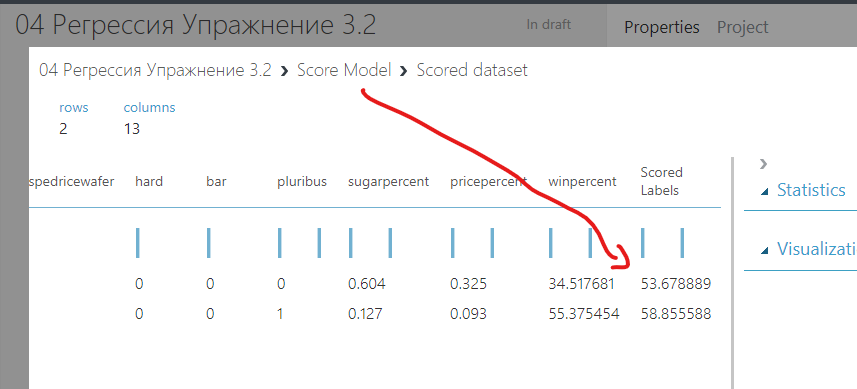 04 Регрессия Упражнение 3.2
In draft
Properties Project
04 Регрессия Упражнение 3.2 › Score Model › Scored dataset
rows columns
2 13
spedricewafer hard bar pluribus sugarpercent pricepercent winpercent Scored Labels
0 0 0 0.604 0.325 34.517681 53.678889
0 0 1 0.127 0.093 55.375454 58.855588
Statistics
Visualizati